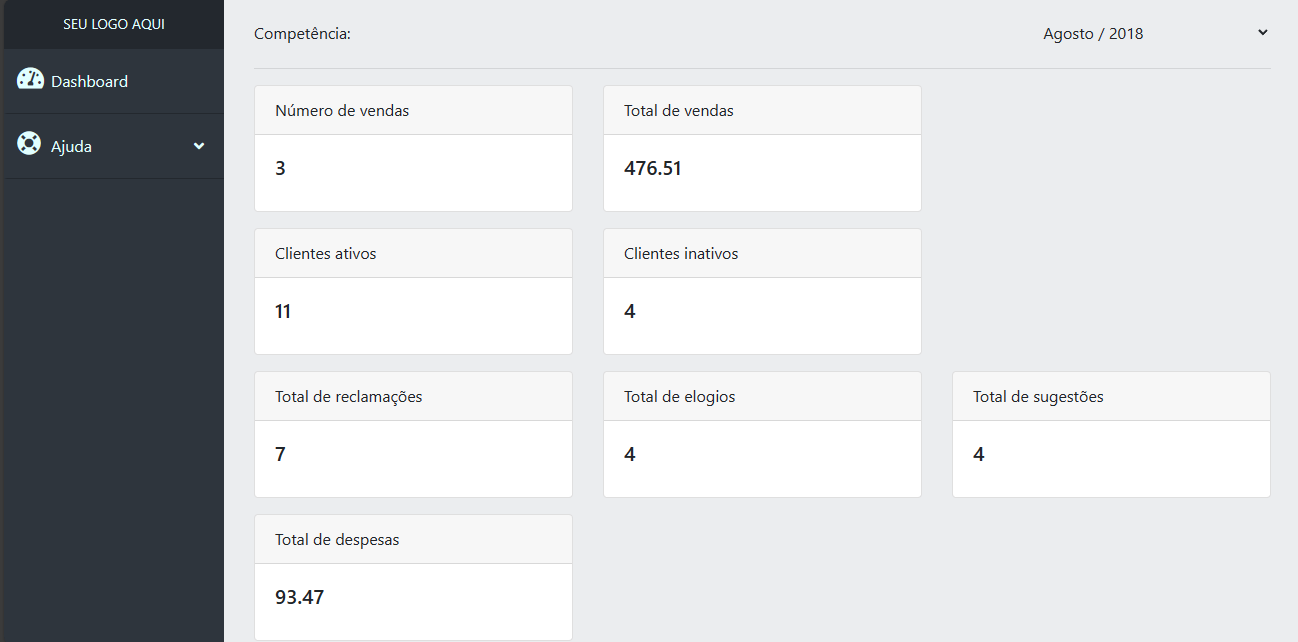 SEU LOGO AQUI
Dashboard
Ajuda
Competência:
Agosto / 2018
Número de vendas
3
Total de vendas
476.51
Clientes ativos
11
Clientes inativos
4
Total de reclamações
7
Total de elogios
4
Total de sugestões
4
Total de despesas
93.47